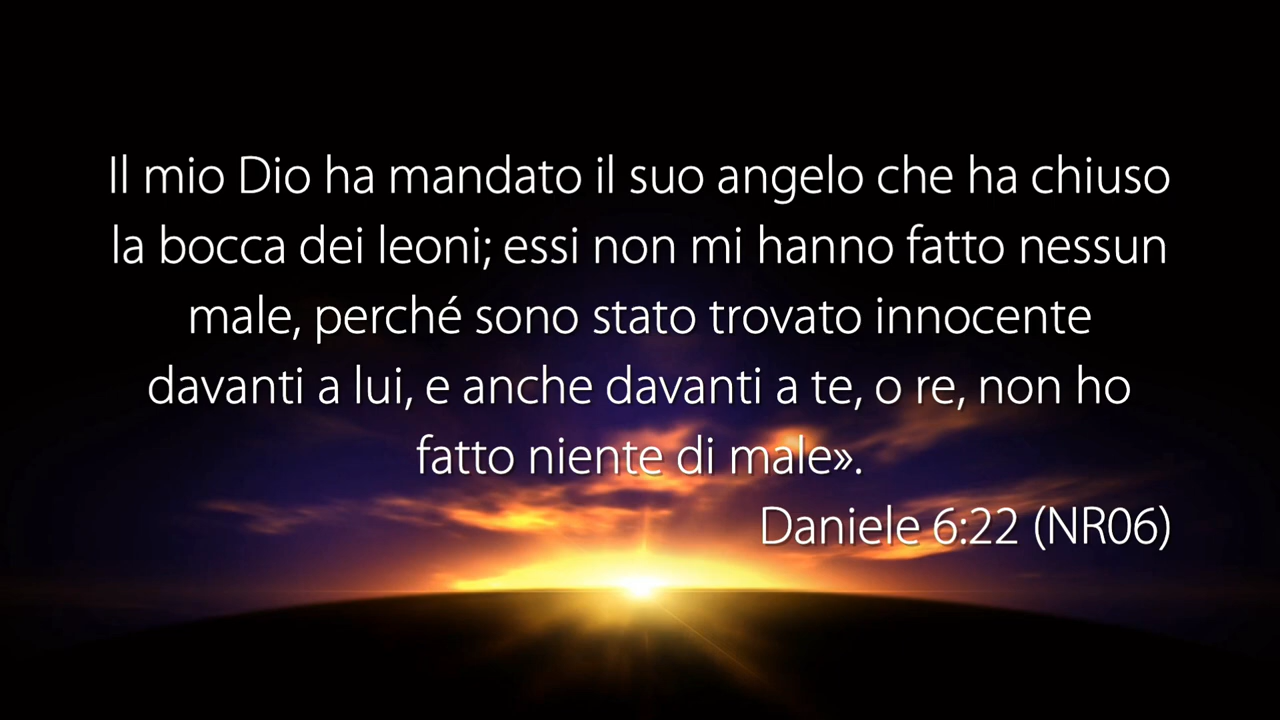 Il mio Dio ha mandato il suo angelo che ha chiuso
la bocca dei leoni; essi non mi hanno fatto nessun
male, perché sono stato trovato innocente
davanti a lui, e anche davanti a te, o re, non ho
fatto niente di male».
Daniele 6:22 (NR06)